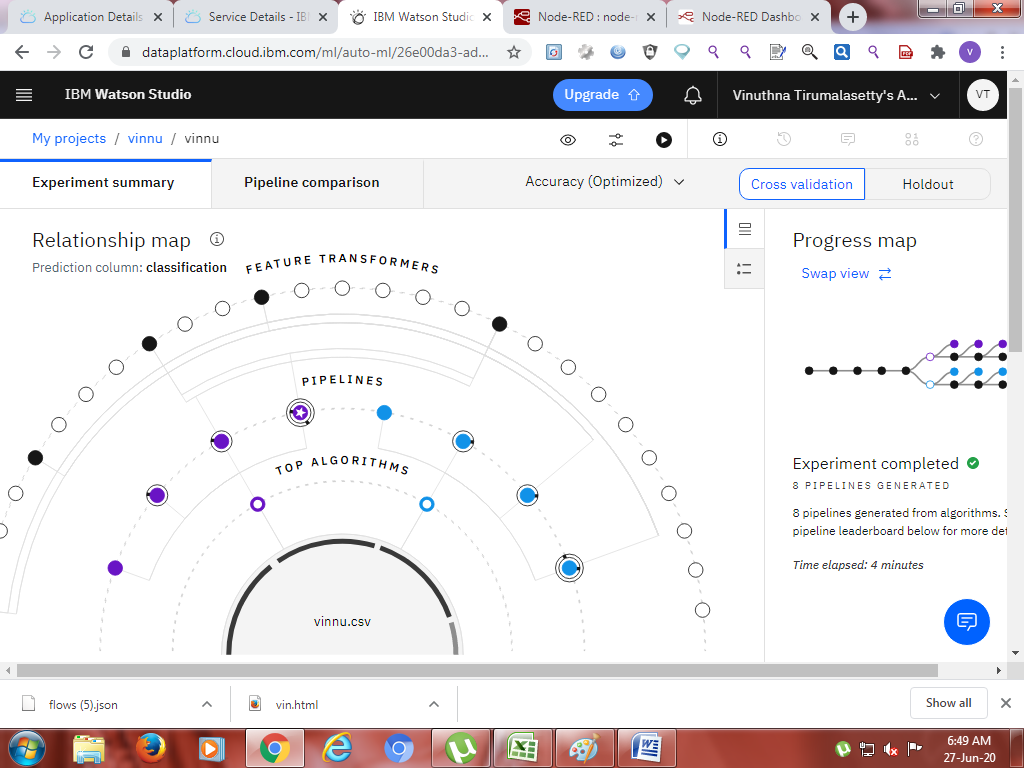 Application Details
Service Details - IB
IBM Watson Studio
Node-RED : node-
Node-RED Dashbo
dataplatform.cloud.ibm.com/ml/auto-ml/26e00da3-ad...
V
IBM Watson Studio
Upgrade
Vinuthna Tirumalasetty's A...
VT
My projects / vinnu / vinnu
Experiment summary
Pipeline comparison
Accuracy (Optimized)
Cross validation
Holdout
Relationship map
Prediction column: classification
FEATURE TRANSFORMERS
PIPELINES
TOP ALGORITHMS
vinnu.csv
Progress map
Swap view
Experiment completed
8 PIPELINES GENERATED
8 pipelines generated from algorithms. S
pipeline leaderboard below for more det
Time elapsed: 4 minutes
flows (5).json
vin.html
Show all
6:49 AM
27-Jun-20